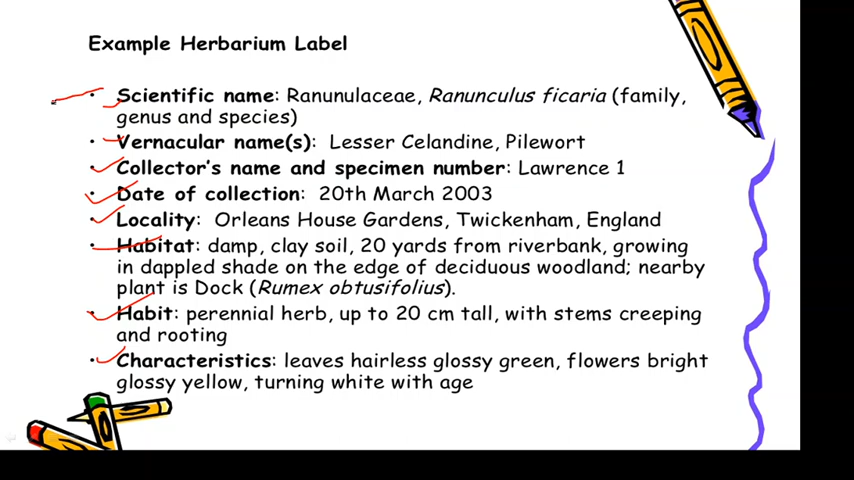 Example Herbarium Label
• Scientific name: Ranunulaceae, Ranunculus ficaria (family,
genus and species)
• Vernacular name(s): Lesser Celandine, Pilewort
• Collector's name and specimen number: Lawrence 1
• Date of collection: 20th March 2003
• Locality: Orleans House Gardens, Twickenham, England
• Habitat: damp, clay soil, 20 yards from riverbank, growing
in dappled shade on the edge of deciduous woodland; nearby
plant is Dock (Rumex obtusifolius).
• Habit: perennial herb, up to 20 cm tall, with stems creeping
and rooting
• Characteristics: leaves hairless glossy green, flowers bright
glossy yellow, turning white with age